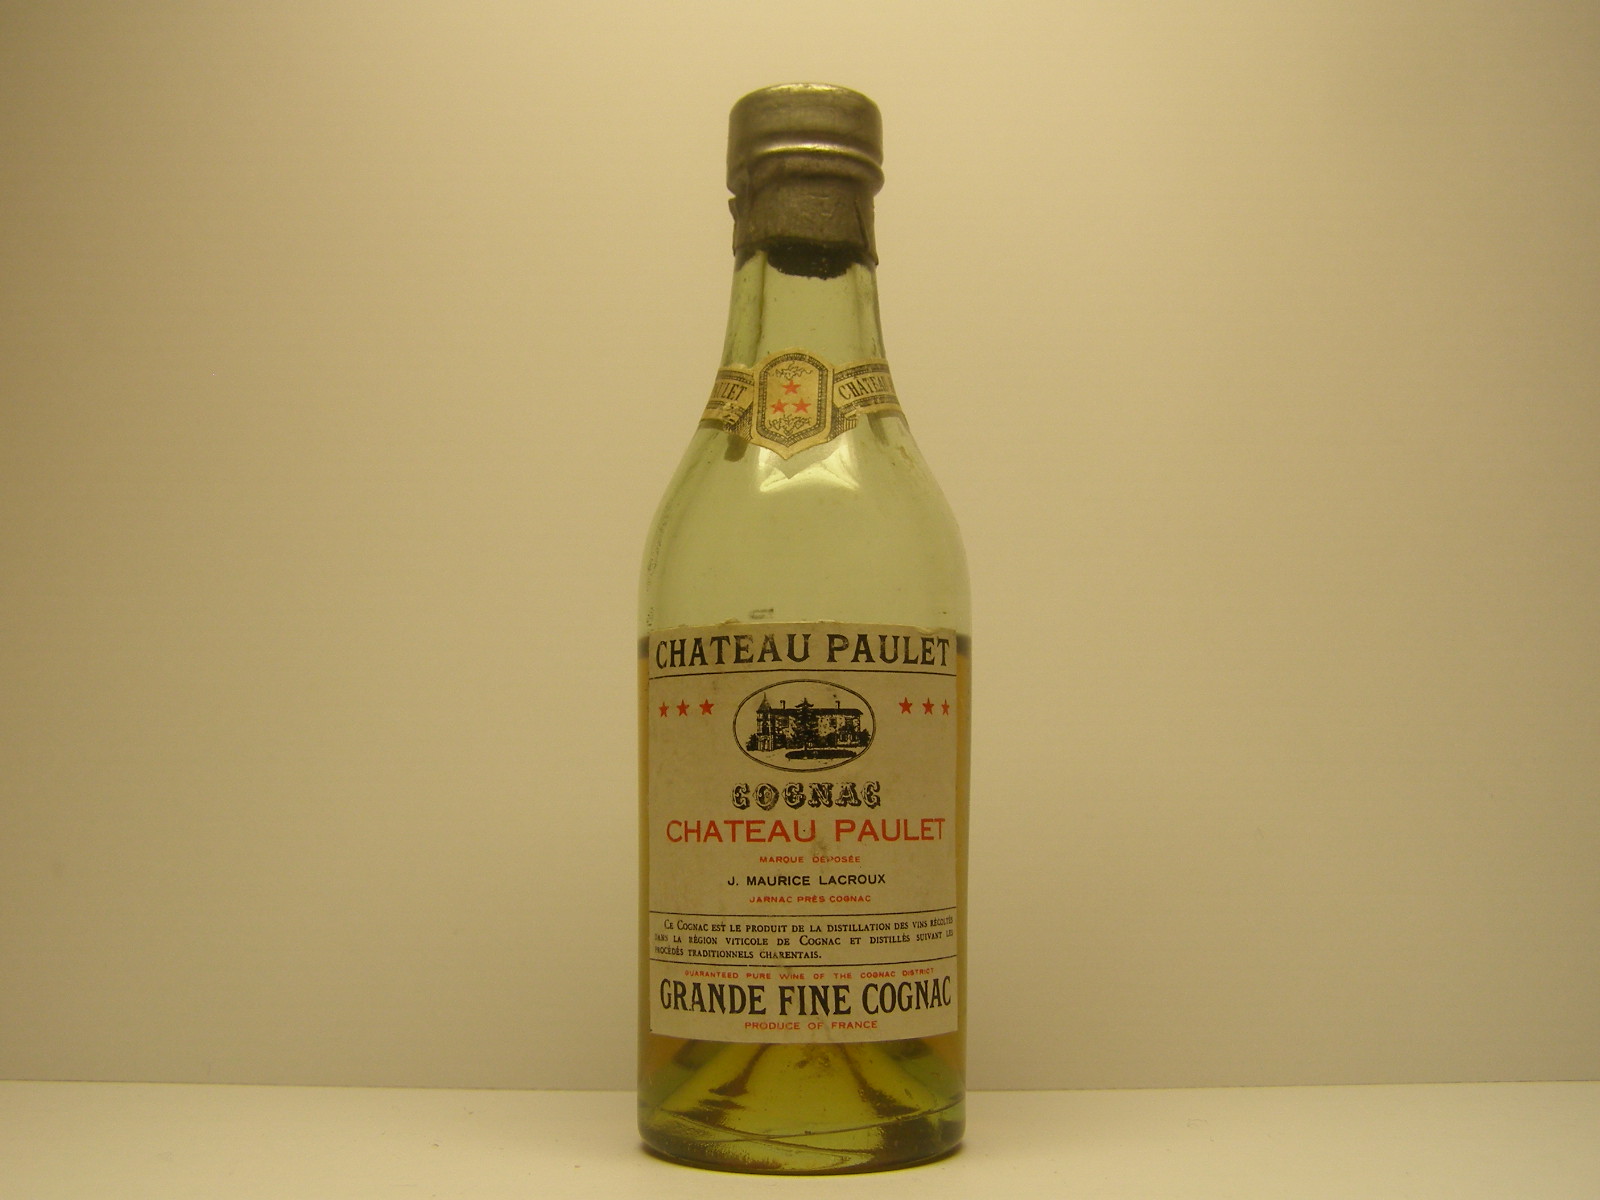 CHATEAU PAULET
COGNAC
CHATEAU PAULET
MARQUE DÉPOSÉE
J. MAURICE LACROUX
JARNAC PRÈS COGNAC
CE COGNAC EST LE PRODUIT DE LA DISTILLATION DES VINS RÉCOLTÉS
DANS LA RÉGION VITICOLE DE COGNAC ET DISTILLÉS SUIVANT LES
PROCÉDÉS TRADITIONNELS CHARENTAIS.
GUARANTEED PURE WINE OF THE COGNAC DISTRICT
GRANDE FINE COGNAC
PRODUCE OF FRANCE